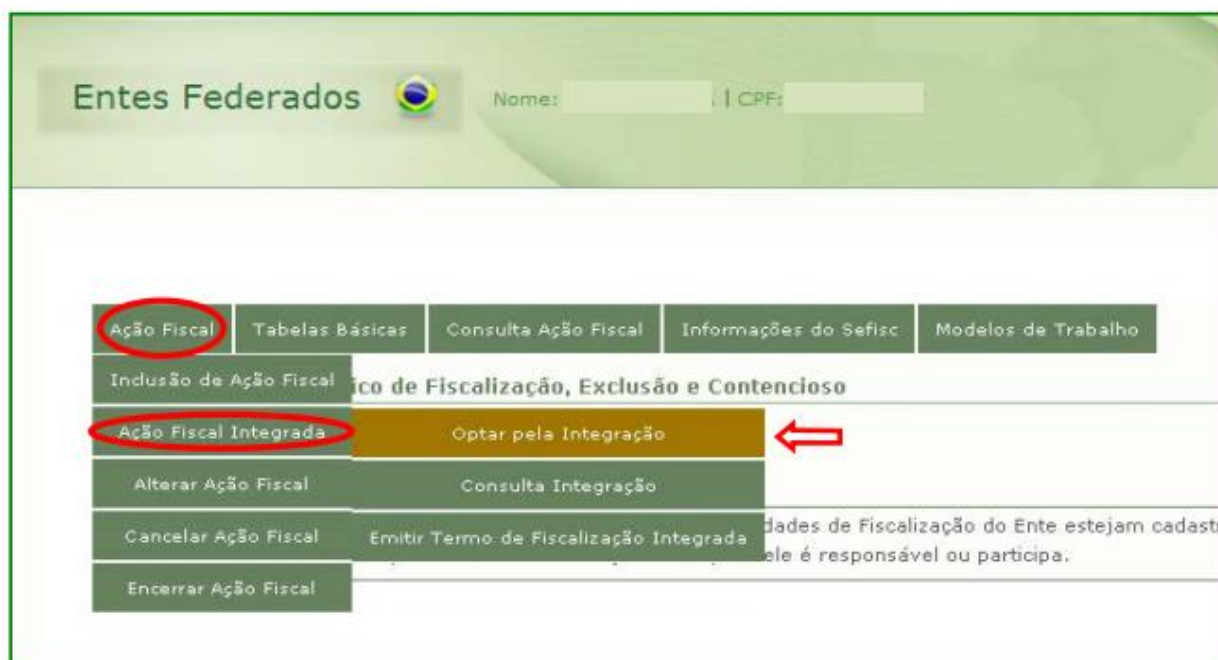 Entes Federados
Nome: | CPF:
Ação Fiscal Tabelas Básicas Consulta Ação Fiscal Informações do Sefisc Modelos de Trabalho
Inclusão de Ação Fiscal ico de Fiscalização, Exclusão e Contencioso
Ação Fiscal Integrada Optar pela Integração
Alterar Ação Fiscal Consulta Integração
Cancelar Ação Fiscal Emitir Termo de Fiscalização Integrada dades de Fiscalização do Ente estejam cadast
ele é responsável ou participa.
Encerrar Ação Fiscal